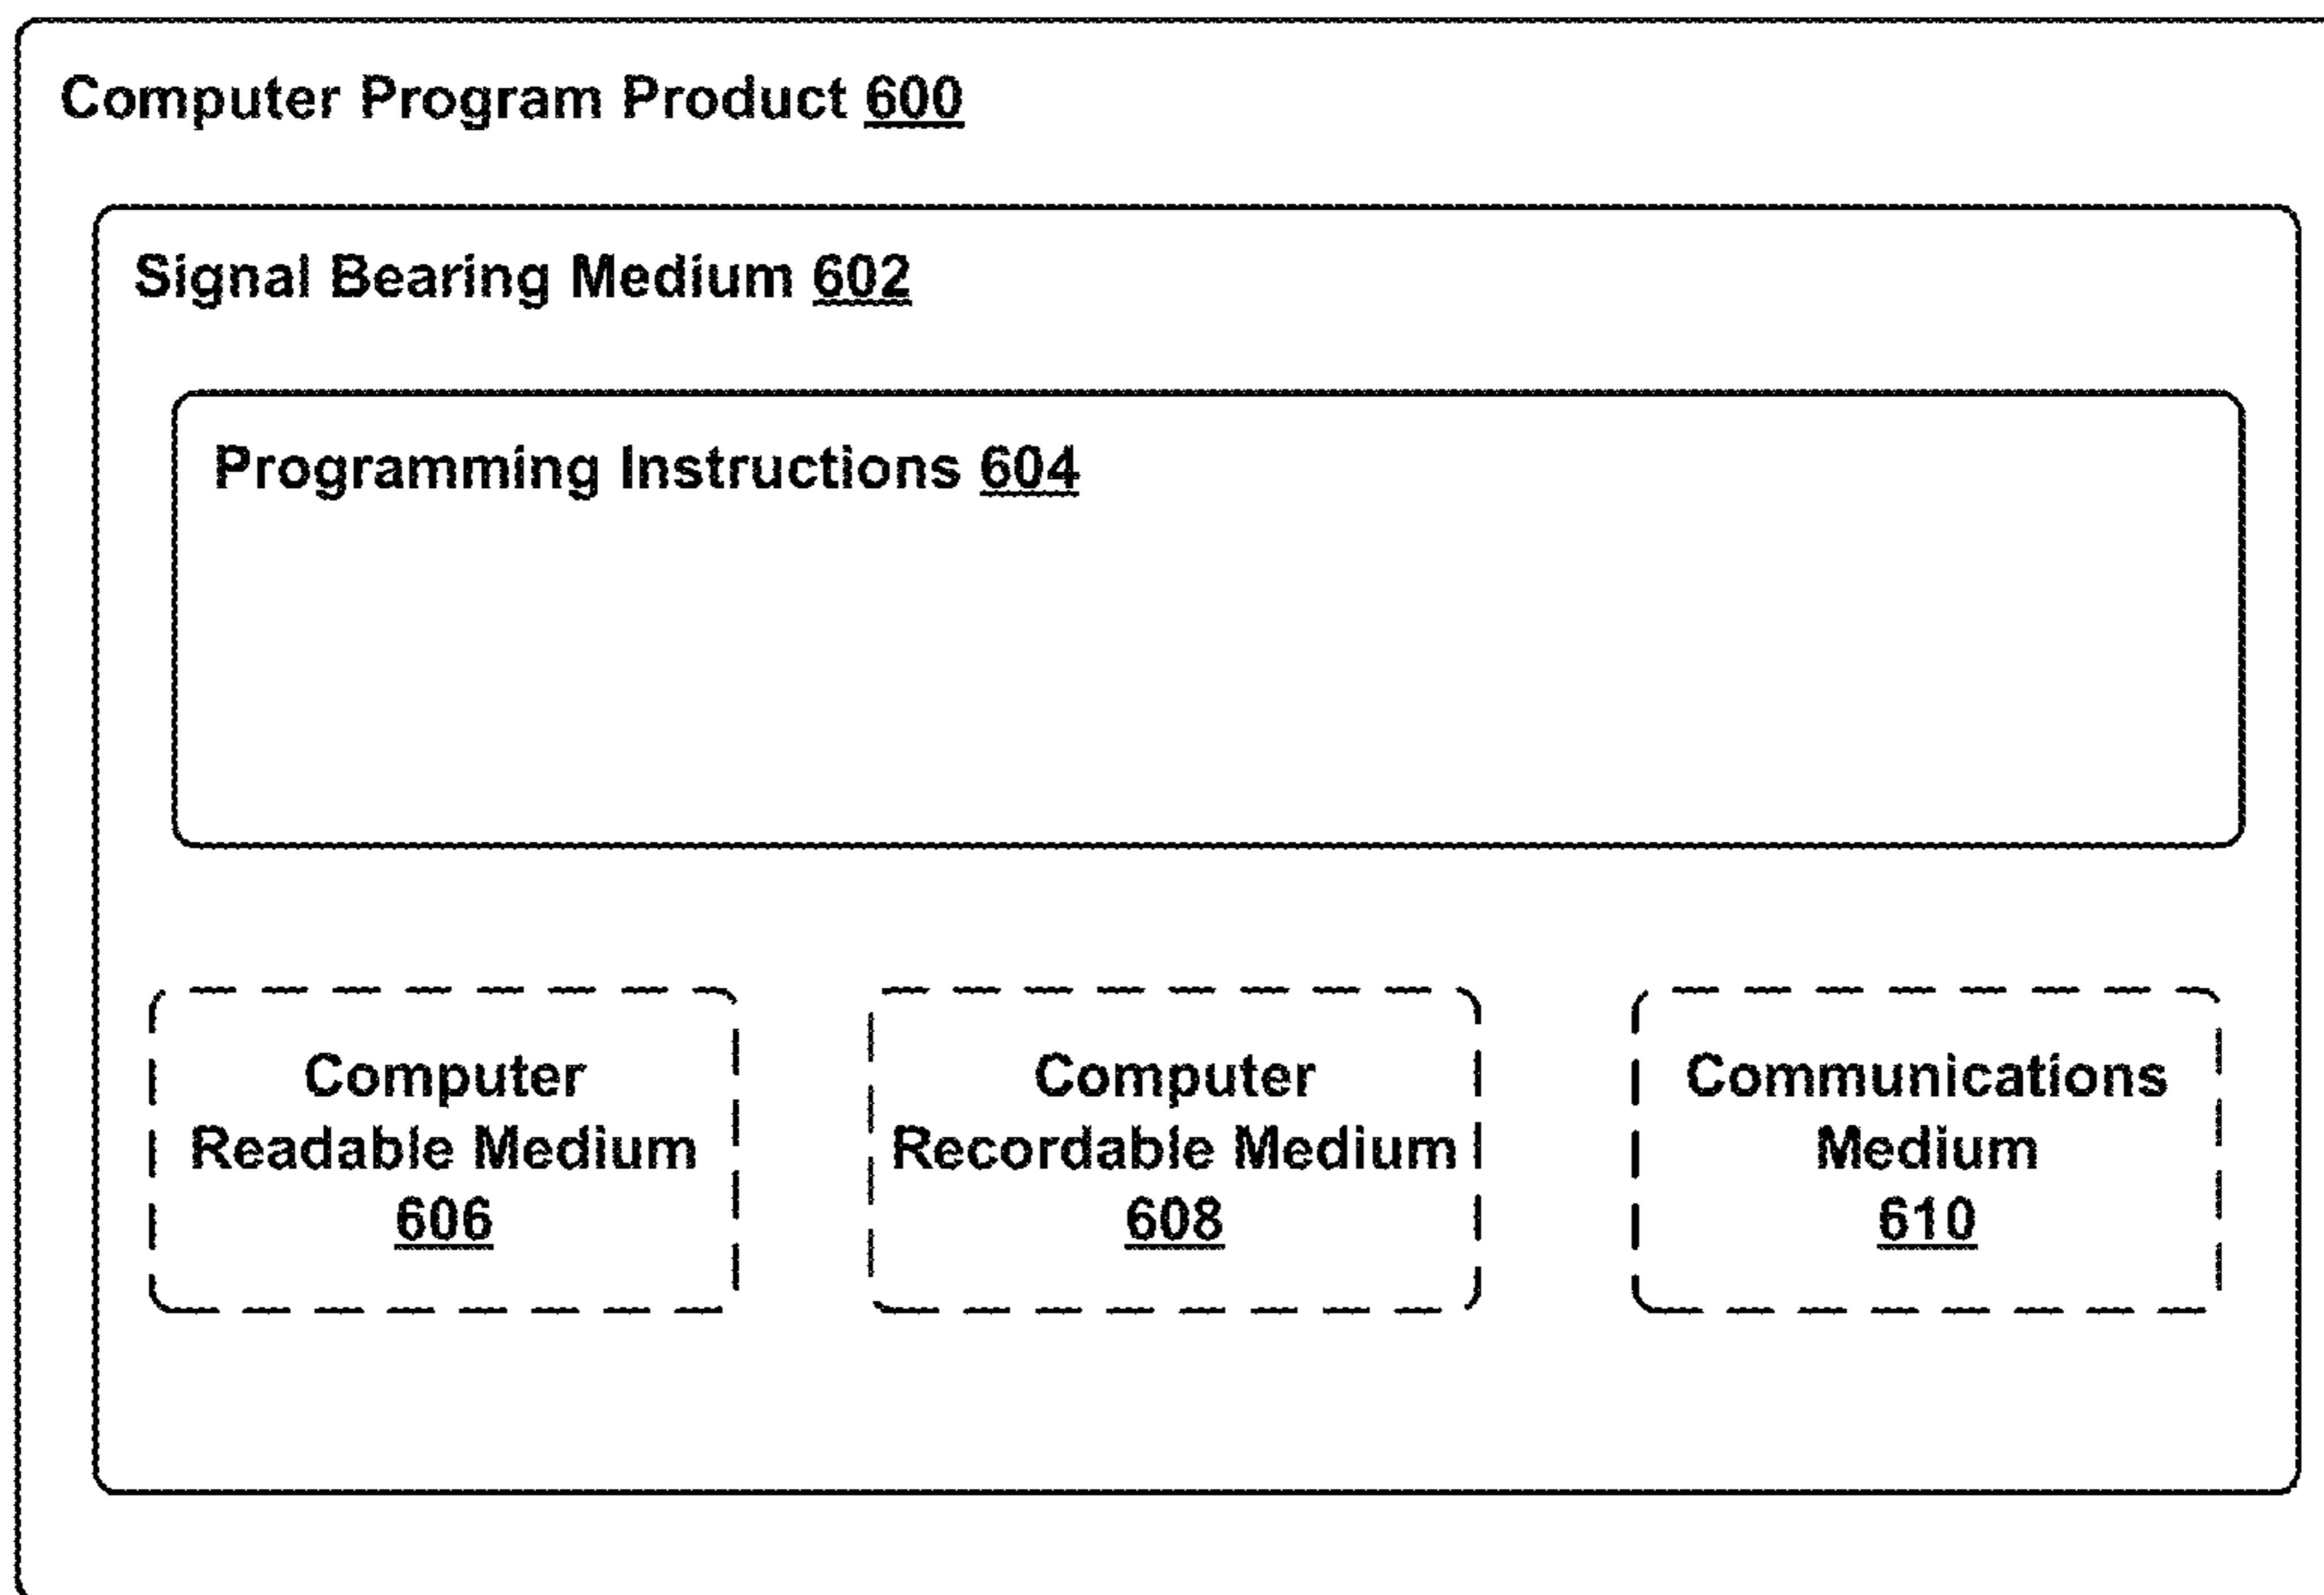 Computer Program Product 600
Signal Bearing Medium 602
Programming Instructions 604
Computer
Readable Medium
606
Computer
Recordable Medium
608
Communications
Medium
610